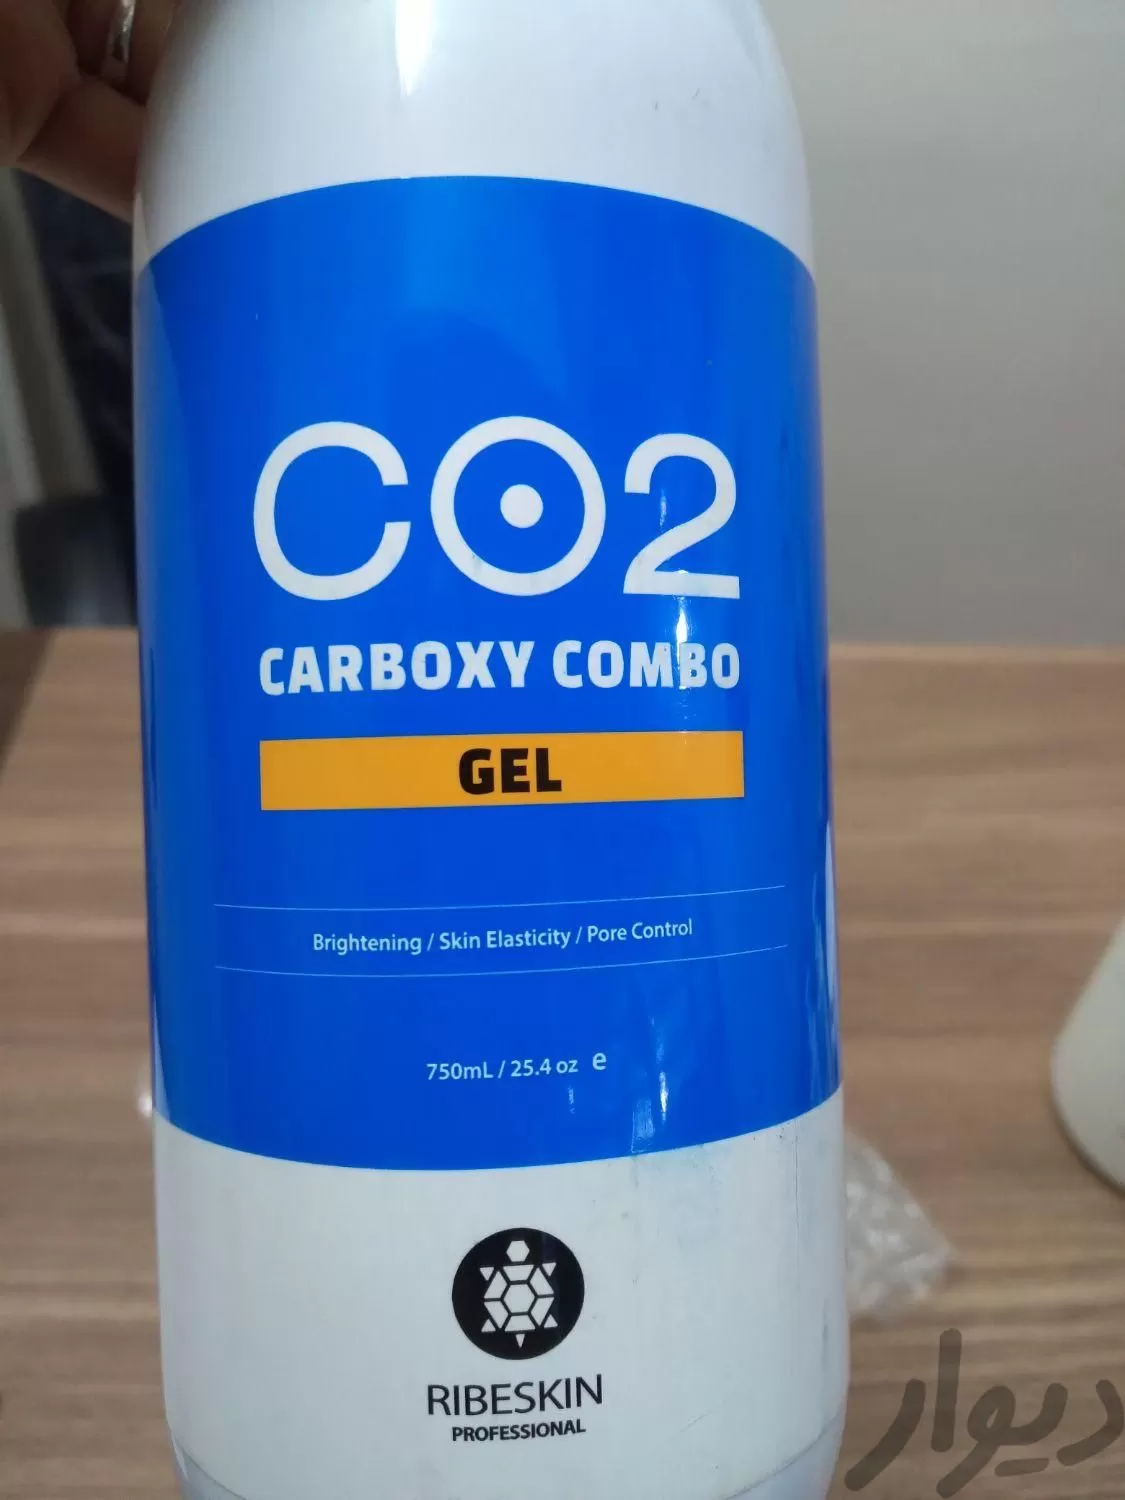 CO2
CARBOXY COMBO
GEL
Brightening / Skin Elasticity / Pore Control
750mL / 25.4 oz e
RIBESKIN
PROFESSIONAL
دیوار